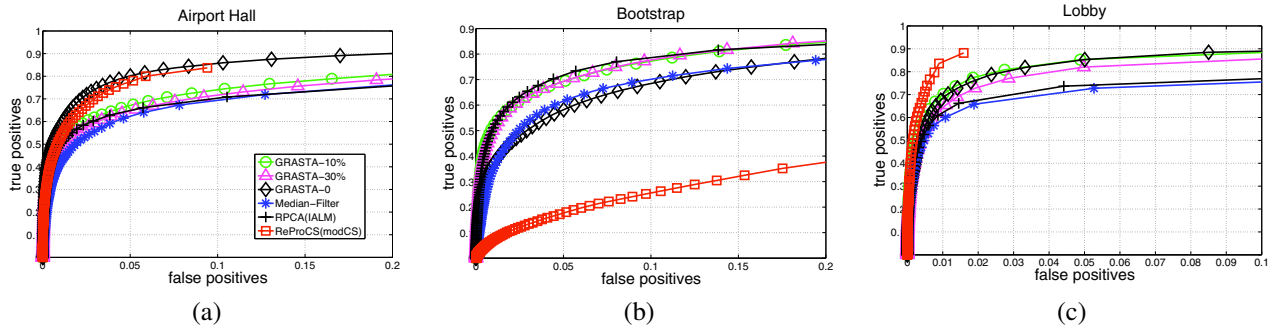 Airport Hall
1
0.9
0.8
0.7
0.6
0.5
0.4
0.3
0.2
0.1
true positives
GRASTA-10%
GRASTA-30%
GRASTA-0
Median-Filter
RPCA(IALM)
ReProCS(modCS)
0 0.05 0.1 0.15 0.2
false positives
(a)
Bootstrap
0.9
0.8
0.7
0.6
0.5
0.4
0.3
0.2
0.1
true positives
0 0.05 0.1 0.15 0.2
false positives
(b)
Lobby
1
0.9
0.8
0.7
0.6
0.5
0.4
0.3
0.2
0.1
true positives
0 0.01 0.02 0.03 0.04 0.05 0.06 0.07 0.08 0.09 0.1
false positives
(c)